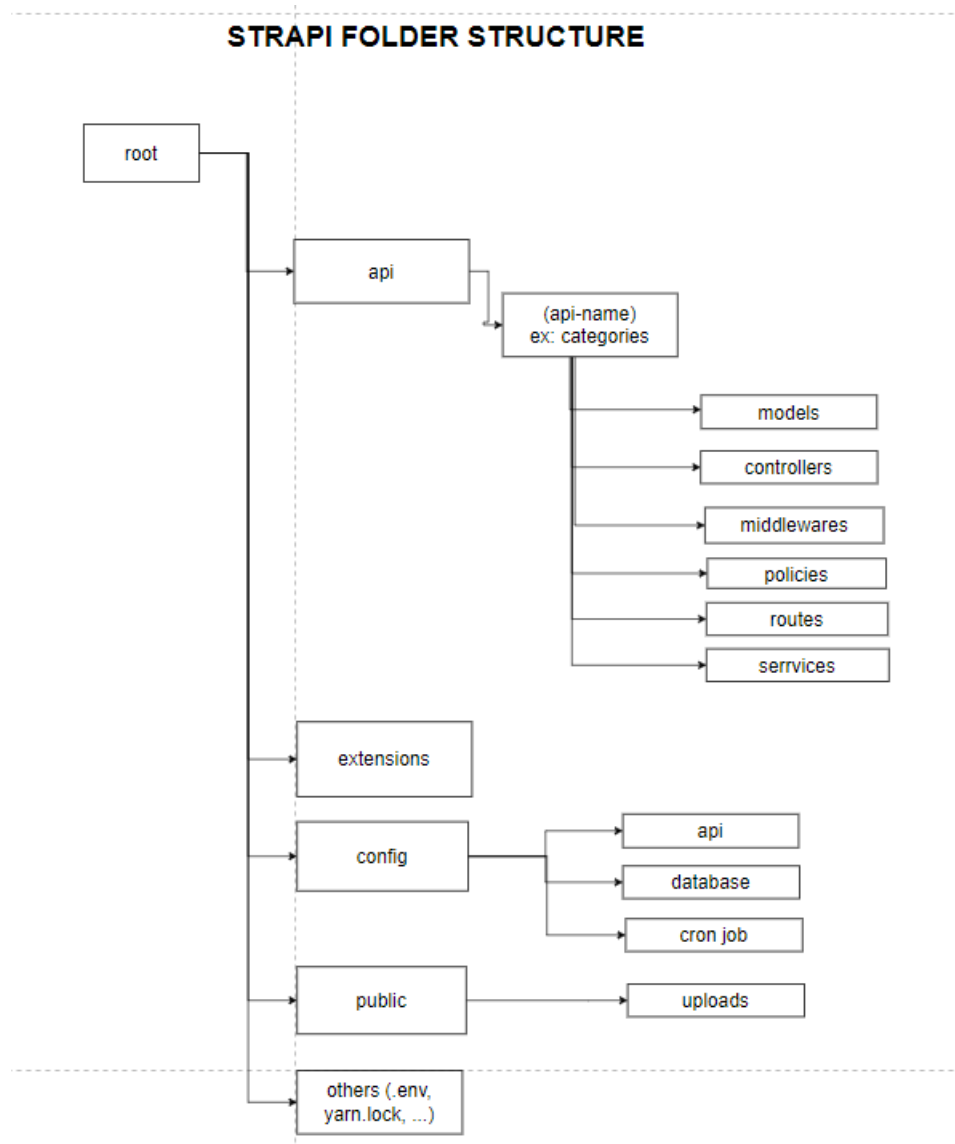 STRAPI FOLDER STRUCTURE
root
api
(api-name)
ex: categories
models
controllers
middlewares
policies
routes
serrvices
extensions
config
api
database
cron job
public
uploads
others (.env,
yarn.lock, ...)